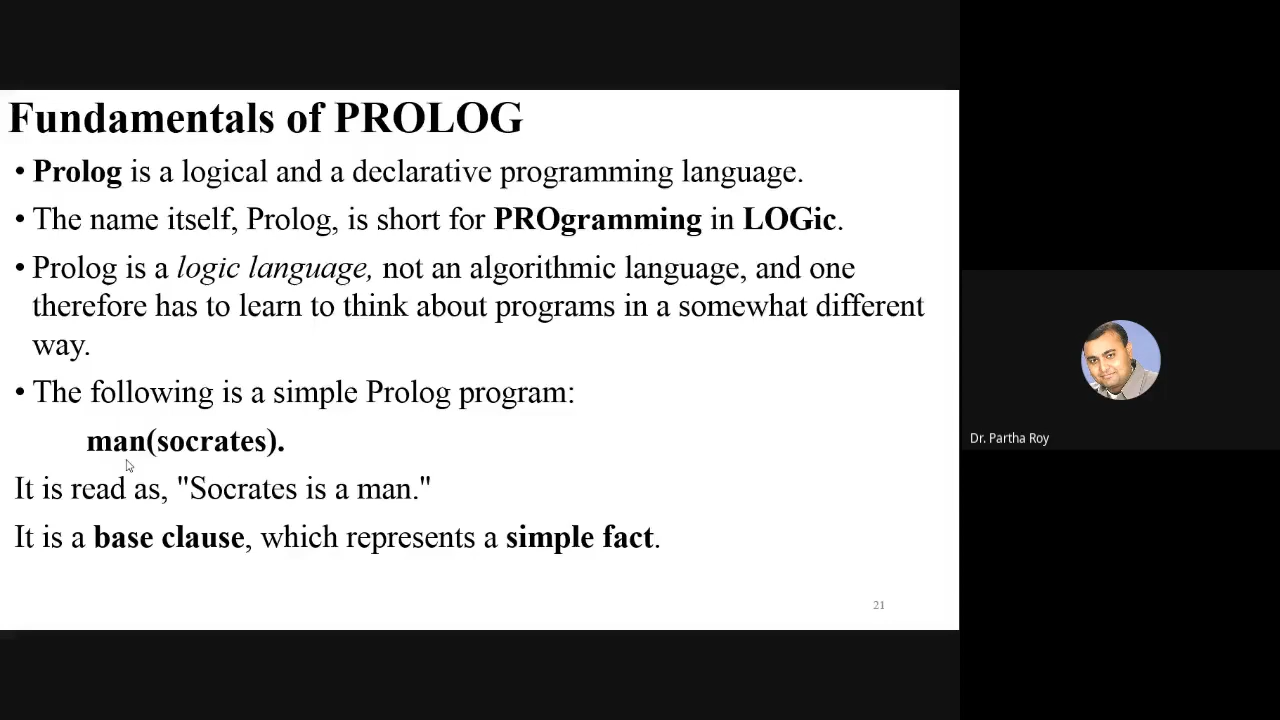 Fundamentals of PROLOG
• Prolog is a logical and a declarative programming language.
• The name itself, Prolog, is short for PROgramming in LOGic.
• Prolog is a logic language, not an algorithmic language, and one
therefore has to learn to think about programs in a somewhat different
way.
• The following is a simple Prolog program:
man(socrates).
It is read as, "Socrates is a man."
It is a base clause, which represents a simple fact.
21
Dr. Partha Roy